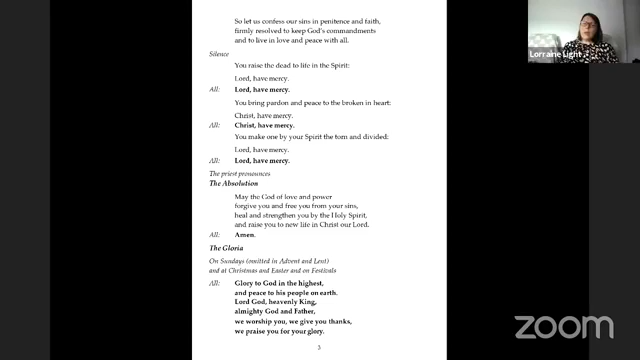 So let us confess our sins in penitence and faith,
firmly resolved to keep God's commandments
and to live in love and peace with all.
Silence
You raise the dead to life in the Spirit:
Lord, have mercy.
All: Lord, have mercy.
You bring pardon and peace to the broken in heart:
Christ, have mercy.
All: Christ, have mercy.
You make one by your Spirit the torn and divided:
Lord, have mercy.
All: Lord, have mercy.
The priest pronounces
The Absolution
May the God of love and power
forgive you and free you from your sins,
heal and strengthen you by the Holy Spirit,
and raise you to new life in Christ our Lord.
All: Amen.
The Gloria
On Sundays (omitted in Advent and Lent)
and at Christmas and Easter and on Festivals
All: Glory to God in the highest,
and peace to his people on earth.
Lord God, heavenly King,
almighty God and Father,
we worship you, we give you thanks,
we praise you for your glory.
3
Lorraine Light
zoom